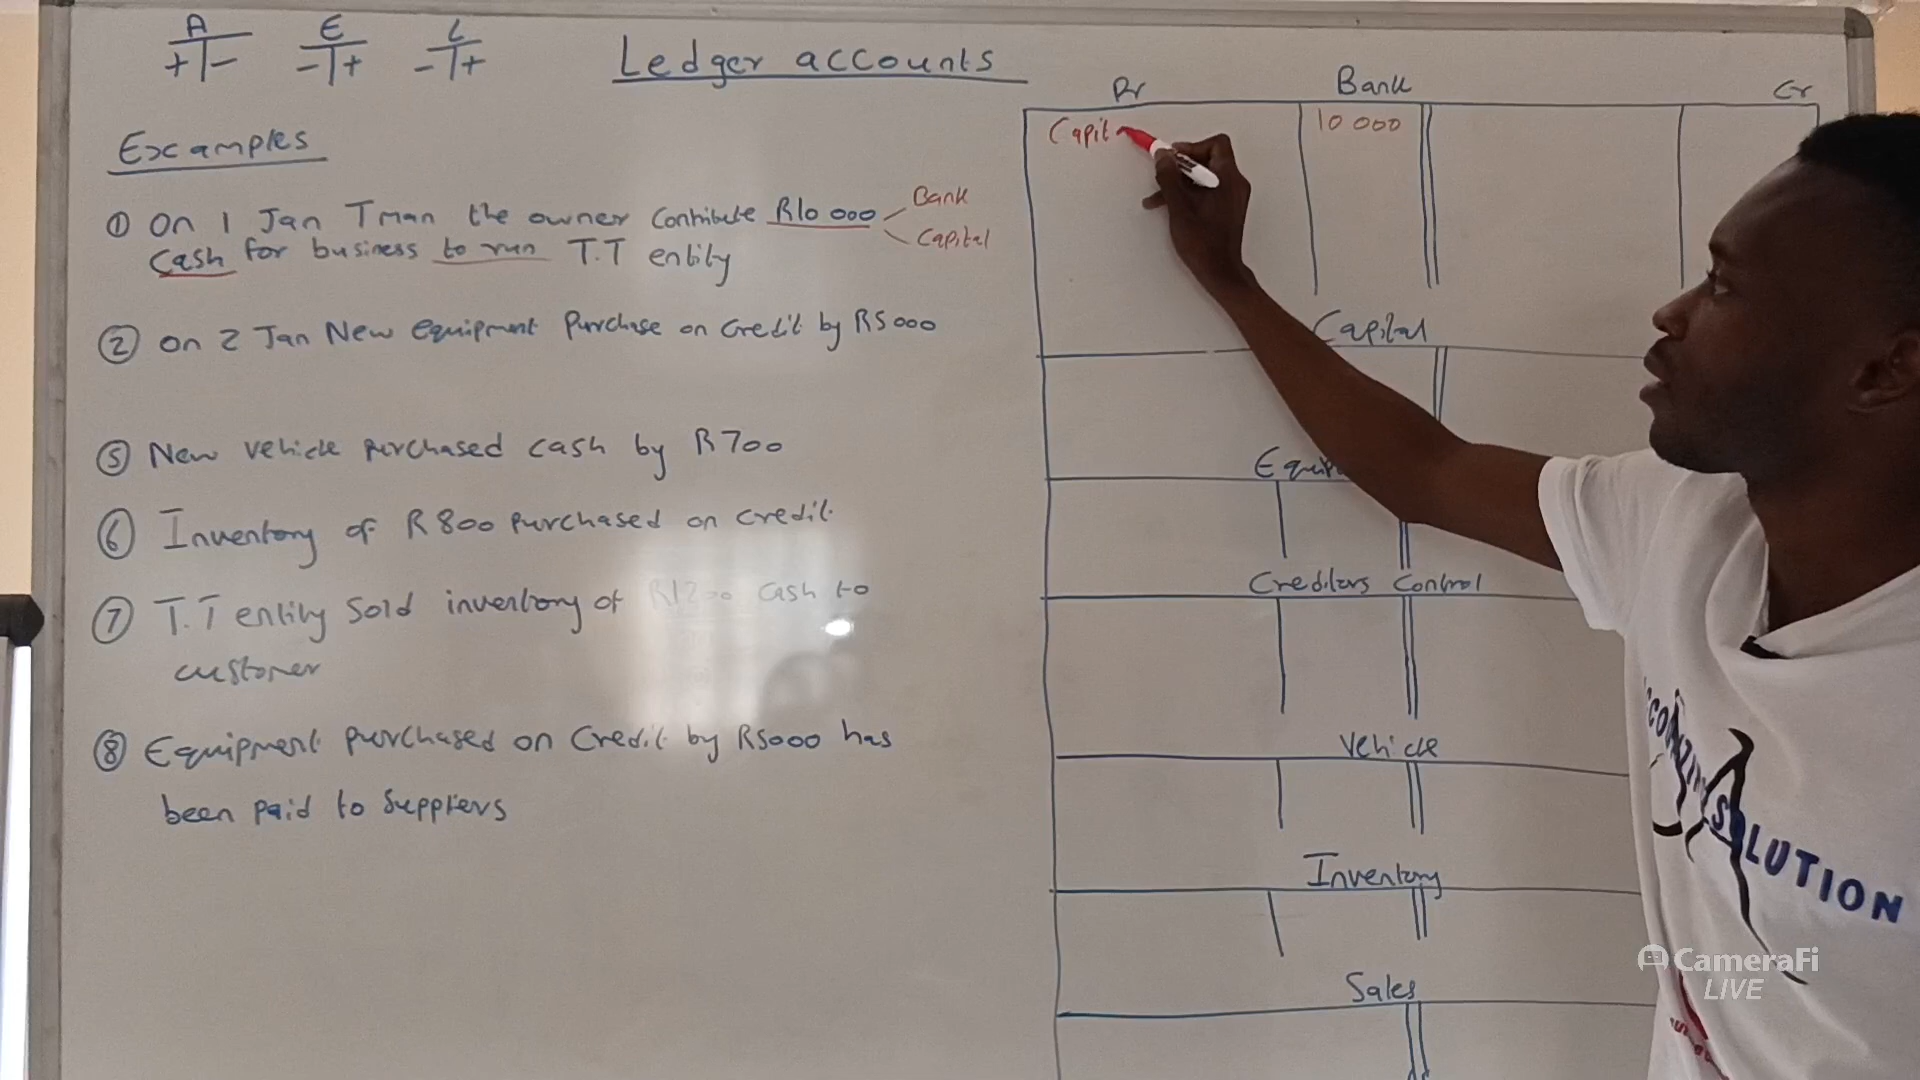 A E L
+ - - + - +
Ledger accounts
Examples
① On 1 Jan Tman the owner Contribute R10 000
Bank
Capital
Cash for business to run T.T entity
② on 2 Jan New equipment Purchase on Credit by R5000
⑤ New vehicle purchased cash by R700
⑥ Inventory of R800 purchased on credit
⑦ T.T entity Sold inventory of R1200 Cash to
customer
⑧ Equipment purchased on Credit by R5000 has
been paid to Suppliers
Dr Bank Cr
Capit 10 000
Capital
Equip
Creditors Control
Vehicle
Inventory
Sales
SOLUTION
CameraFi
LIVE